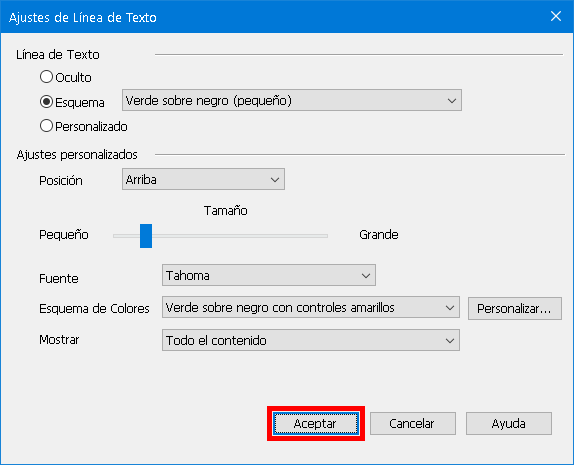 Ajustes de Línea de Texto
Línea de Texto
Oculto
Esquema Verde sobre negro (pequeño)
Personalizado
Ajustes personalizados
Posición Arriba
Tamaño
Pequeño Grande
Fuente Tahoma
Esquema de Colores Verde sobre negro con controles amarillos Personalizar...
Mostrar Todo el contenido
Aceptar Cancelar Ayuda